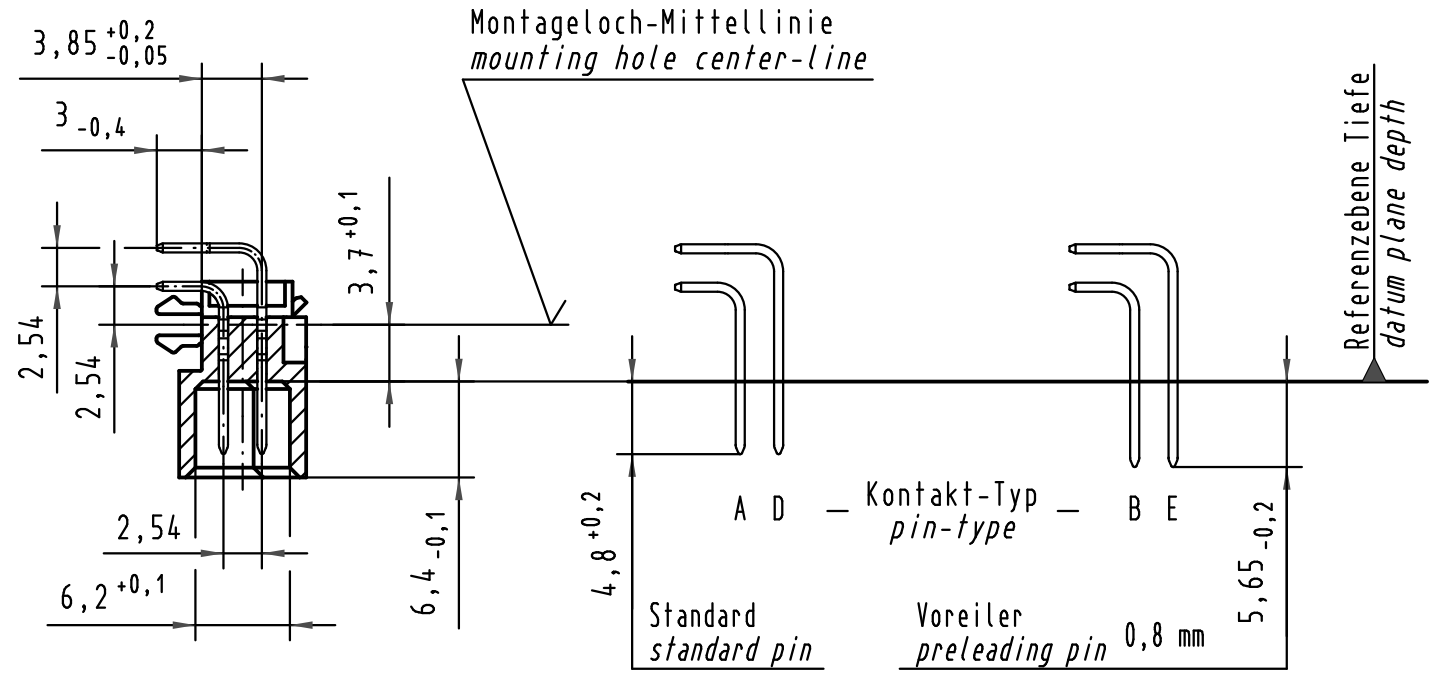 Montageloch-Mittellinie
mounting hole center-line
3,85 +0,2 -0,05
3 -0,4
3,7 +0,1
2,54
2,54
Referenzebene Tiefe
datum plane depth
2,54
6,2 +0,1
6,4 -0,1
4,8 +0,2
A D – Kontakt-Typ – B E
pin-type
5,65 -0,2
Standard
standard pin
Voreiler
preleading pin 0,8 mm